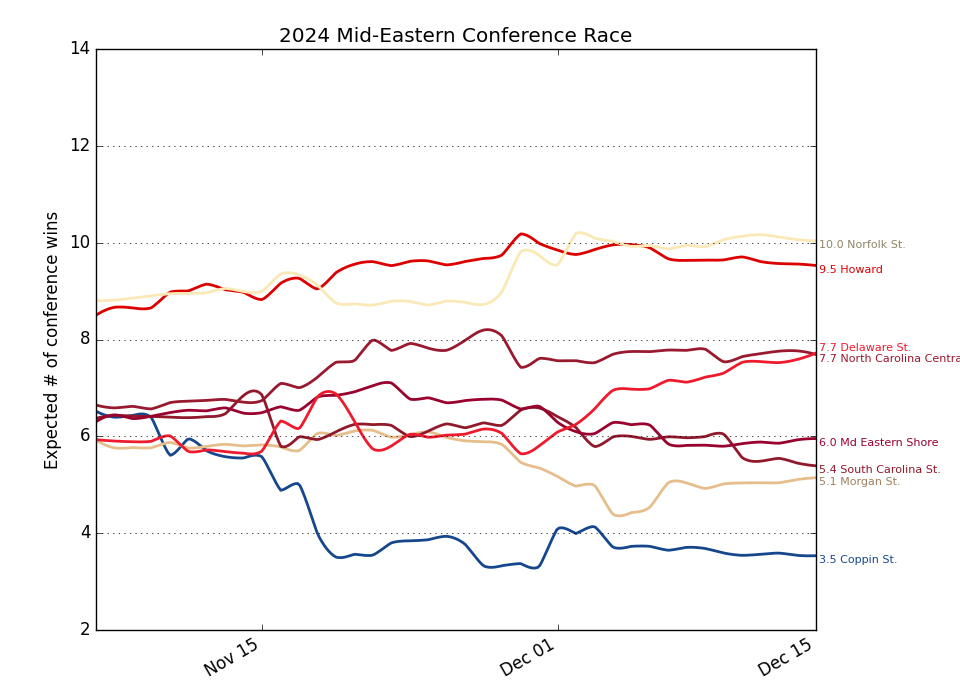 2024 Mid-Eastern Conference Race
Expected # of conference wins
14
12
10
8
6
4
2
Nov 15
Dec 01
Dec 15
10.0 Norfolk St.
9.5 Howard
7.7 Delaware St.
7.7 North Carolina Centra
6.0 Md Eastern Shore
5.4 South Carolina St.
5.1 Morgan St.
3.5 Coppin St.